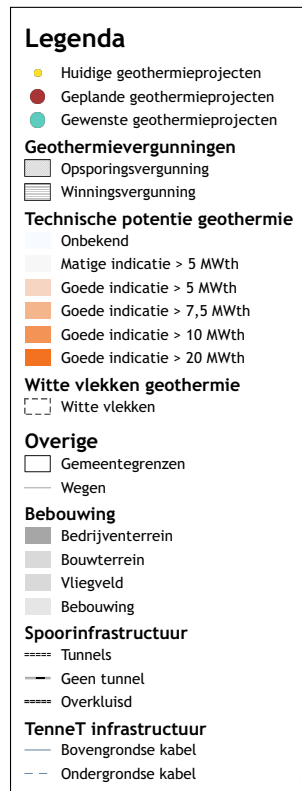 Legenda
Huidige geothermieprojecten
Geplande geothermieprojecten
Gewenste geothermieprojecten
Geothermievergunningen
Opsporingsvergunning
Winningsvergunning
Technische potentie geothermie
Onbekend
Matige indicatie > 5 MWth
Goede indicatie > 5 MWth
Goede indicatie > 7,5 MWth
Goede indicatie > 10 MWth
Goede indicatie > 20 MWth
Witte vlekken geothermie
Witte vlekken
Overige
Gemeentegrenzen
Wegen
Bebouwing
Bedrijventerrein
Bouwterrein
Vliegveld
Bebouwing
Spoorinfrastructuur
Tunnels
Geen tunnel
Overkluisd
TenneT infrastructuur
Bovengrondse kabel
Ondergrondse kabel